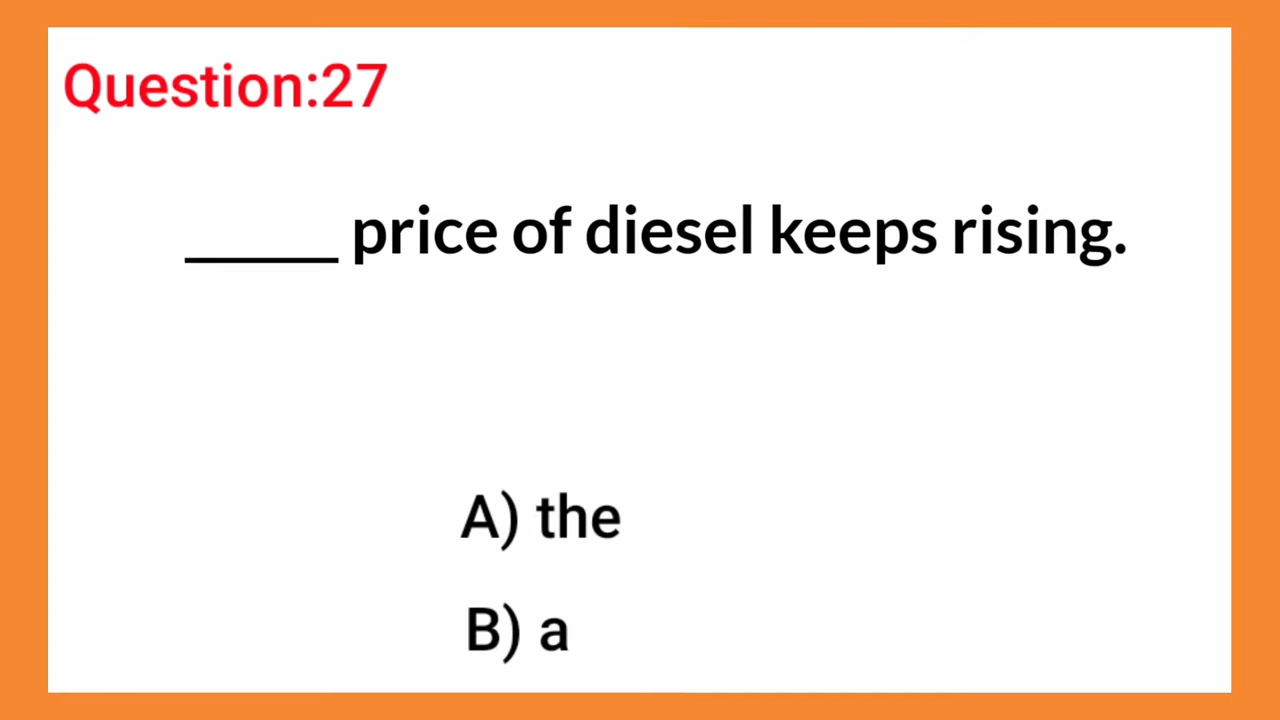 Question:27
_____ price of diesel keeps rising.
A) the
B) a